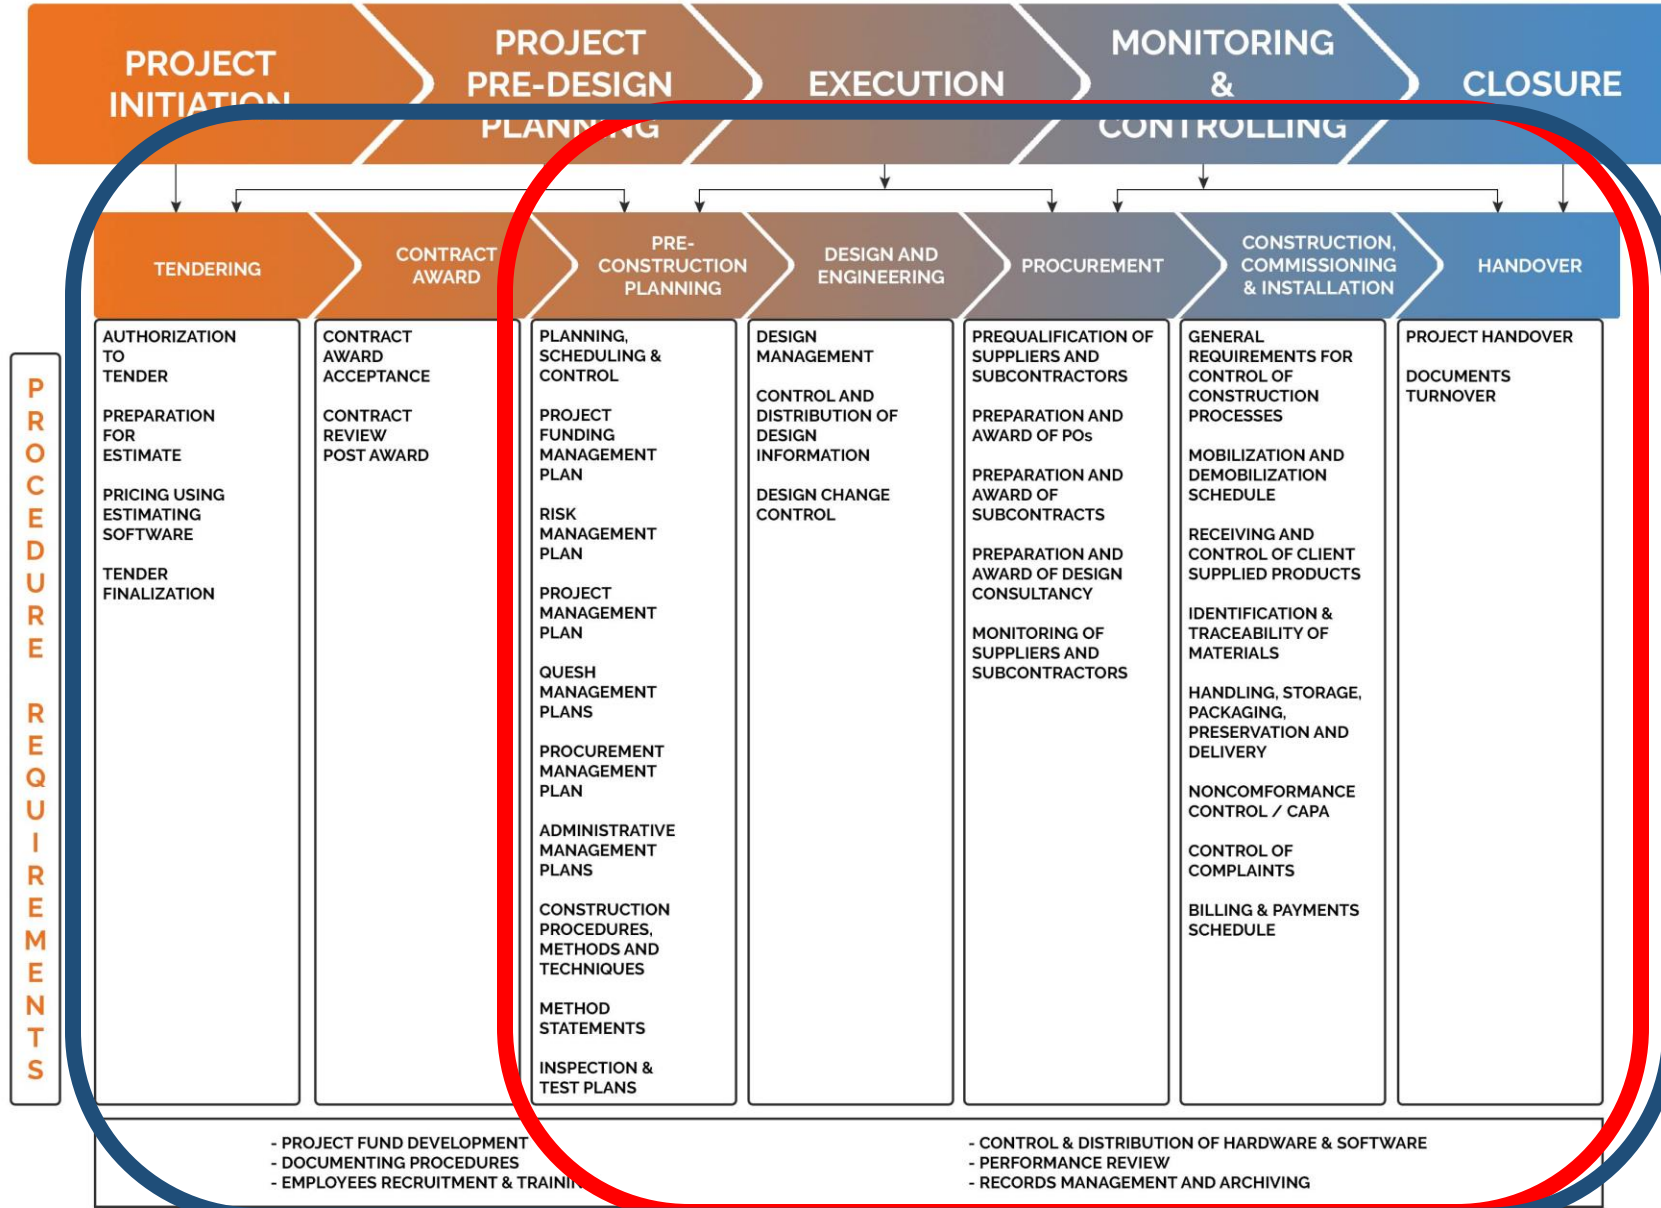 PROJECT
INITIATION
PROJECT
PRE-DESIGN
PLANNING
EXECUTION
MONITORING
&
CONTROLLING
CLOSURE
TENDERING
CONTRACT
AWARD
PRE-
CONSTRUCTION
PLANNING
DESIGN AND
ENGINEERING
PROCUREMENT
CONSTRUCTION,
COMMISSIONING
& INSTALLATION
HANDOVER
PROCEDURE REQUIREMENTS
AUTHORIZATION
TO
TENDER
PREPARATION
FOR
ESTIMATE
PRICING USING
ESTIMATING
SOFTWARE
TENDER
FINALIZATION
CONTRACT
AWARD
ACCEPTANCE
CONTRACT
REVIEW
POST AWARD
PLANNING,
SCHEDULING &
CONTROL
PROJECT
FUNDING
MANAGEMENT
PLAN
RISK
MANAGEMENT
PLAN
PROJECT
MANAGEMENT
PLAN
QUESH
MANAGEMENT
PLANS
PROCUREMENT
MANAGEMENT
PLAN
ADMINISTRATIVE
MANAGEMENT
PLANS
CONSTRUCTION
PROCEDURES,
METHODS AND
TECHNIQUES
METHOD
STATEMENTS
INSPECTION &
TEST PLANS
DESIGN
MANAGEMENT
CONTROL AND
DISTRIBUTION OF
DESIGN
INFORMATION
DESIGN CHANGE
CONTROL
PREQUALIFICATION OF
SUPPLIERS AND
SUBCONTRACTORS
PREPARATION AND
AWARD OF POs
PREPARATION AND
AWARD OF
SUBCONTRACTS
PREPARATION AND
AWARD OF DESIGN
CONSULTANCY
MONITORING OF
SUPPLIERS AND
SUBCONTRACTORS
GENERAL
REQUIREMENTS FOR
CONTROL OF
CONSTRUCTION
PROCESSES
MOBILIZATION AND
DEMOBILIZATION
SCHEDULE
RECEIVING AND
CONTROL OF CLIENT
SUPPLIED PRODUCTS
IDENTIFICATION &
TRACEABILITY OF
MATERIALS
HANDLING, STORAGE,
PACKAGING,
PRESERVATION AND
DELIVERY
NONCOMFORMANCE
CONTROL / CAPA
CONTROL OF
COMPLAINTS
BILLING & PAYMENTS
SCHEDULE
PROJECT HANDOVER
DOCUMENTS
TURNOVER
- PROJECT FUND DEVELOPMENT
- DOCUMENTING PROCEDURES
- EMPLOYEES RECRUITMENT & TRAININ
- CONTROL & DISTRIBUTION OF HARDWARE & SOFTWARE
- PERFORMANCE REVIEW
- RECORDS MANAGEMENT AND ARCHIVING